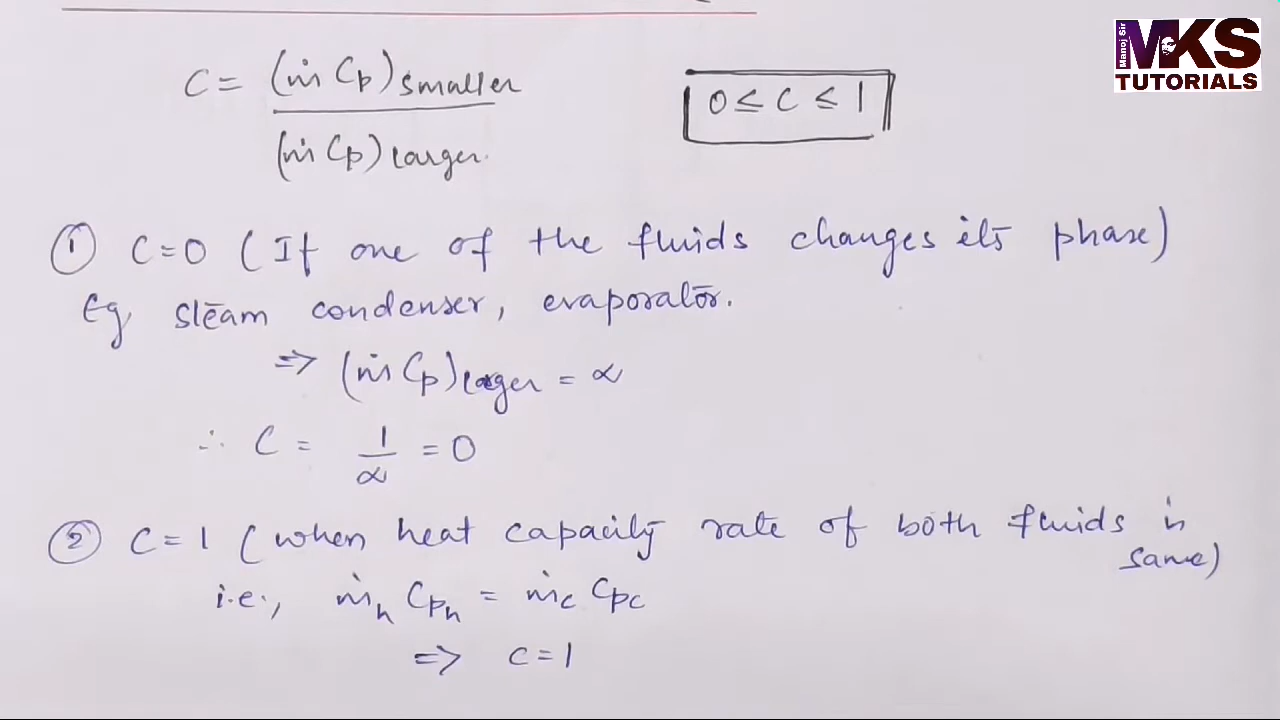 Manoj Sir
MKS
TUTORIALS
C = (ṁ Cp) smaller
(ṁ Cp) Larger.
0 ≤ C ≤ 1
① C=0 (If one of the fluids changes its phase)
Eg, steam condenser, evaporator.
=> (ṁ Cp) Larger = ∝
∴ C = 1/∝ = 0
② C=1 (when heat capacity rate of both fluids is
same)
i.e., ṁh Cph = ṁc Cpc
=> C=1